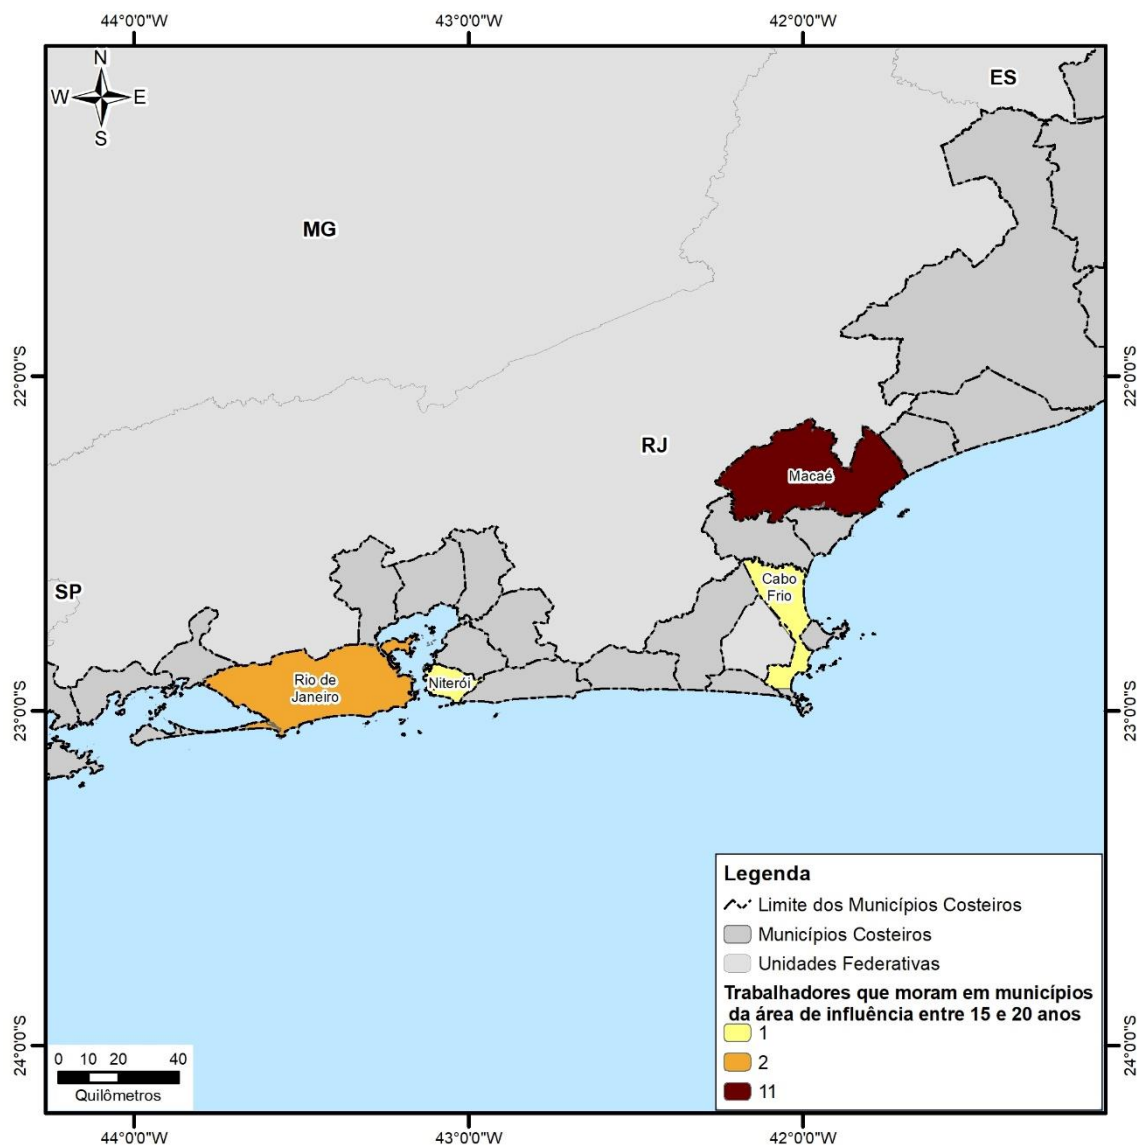 44°0'0"W
43°0'0"W
42°0'0"W
N
W
E
S
ES
MG
22°0'0"S
22°0'0"S
RJ
Macaé
SP
Cabo
Frio
Rio de
Janeiro
Niterói
23°0'0"S
23°0'0"S
Legenda
Limite dos Municípios Costeiros
Municípios Costeiros
Unidades Federativas
Trabalhadores que moram em municípios
da área de influência entre 15 e 20 anos
1
2
11
24°0'0"S
24°0'0"S
0 10 20 40
Quilômetros
44°0'0"W
43°0'0"W
42°0'0"W